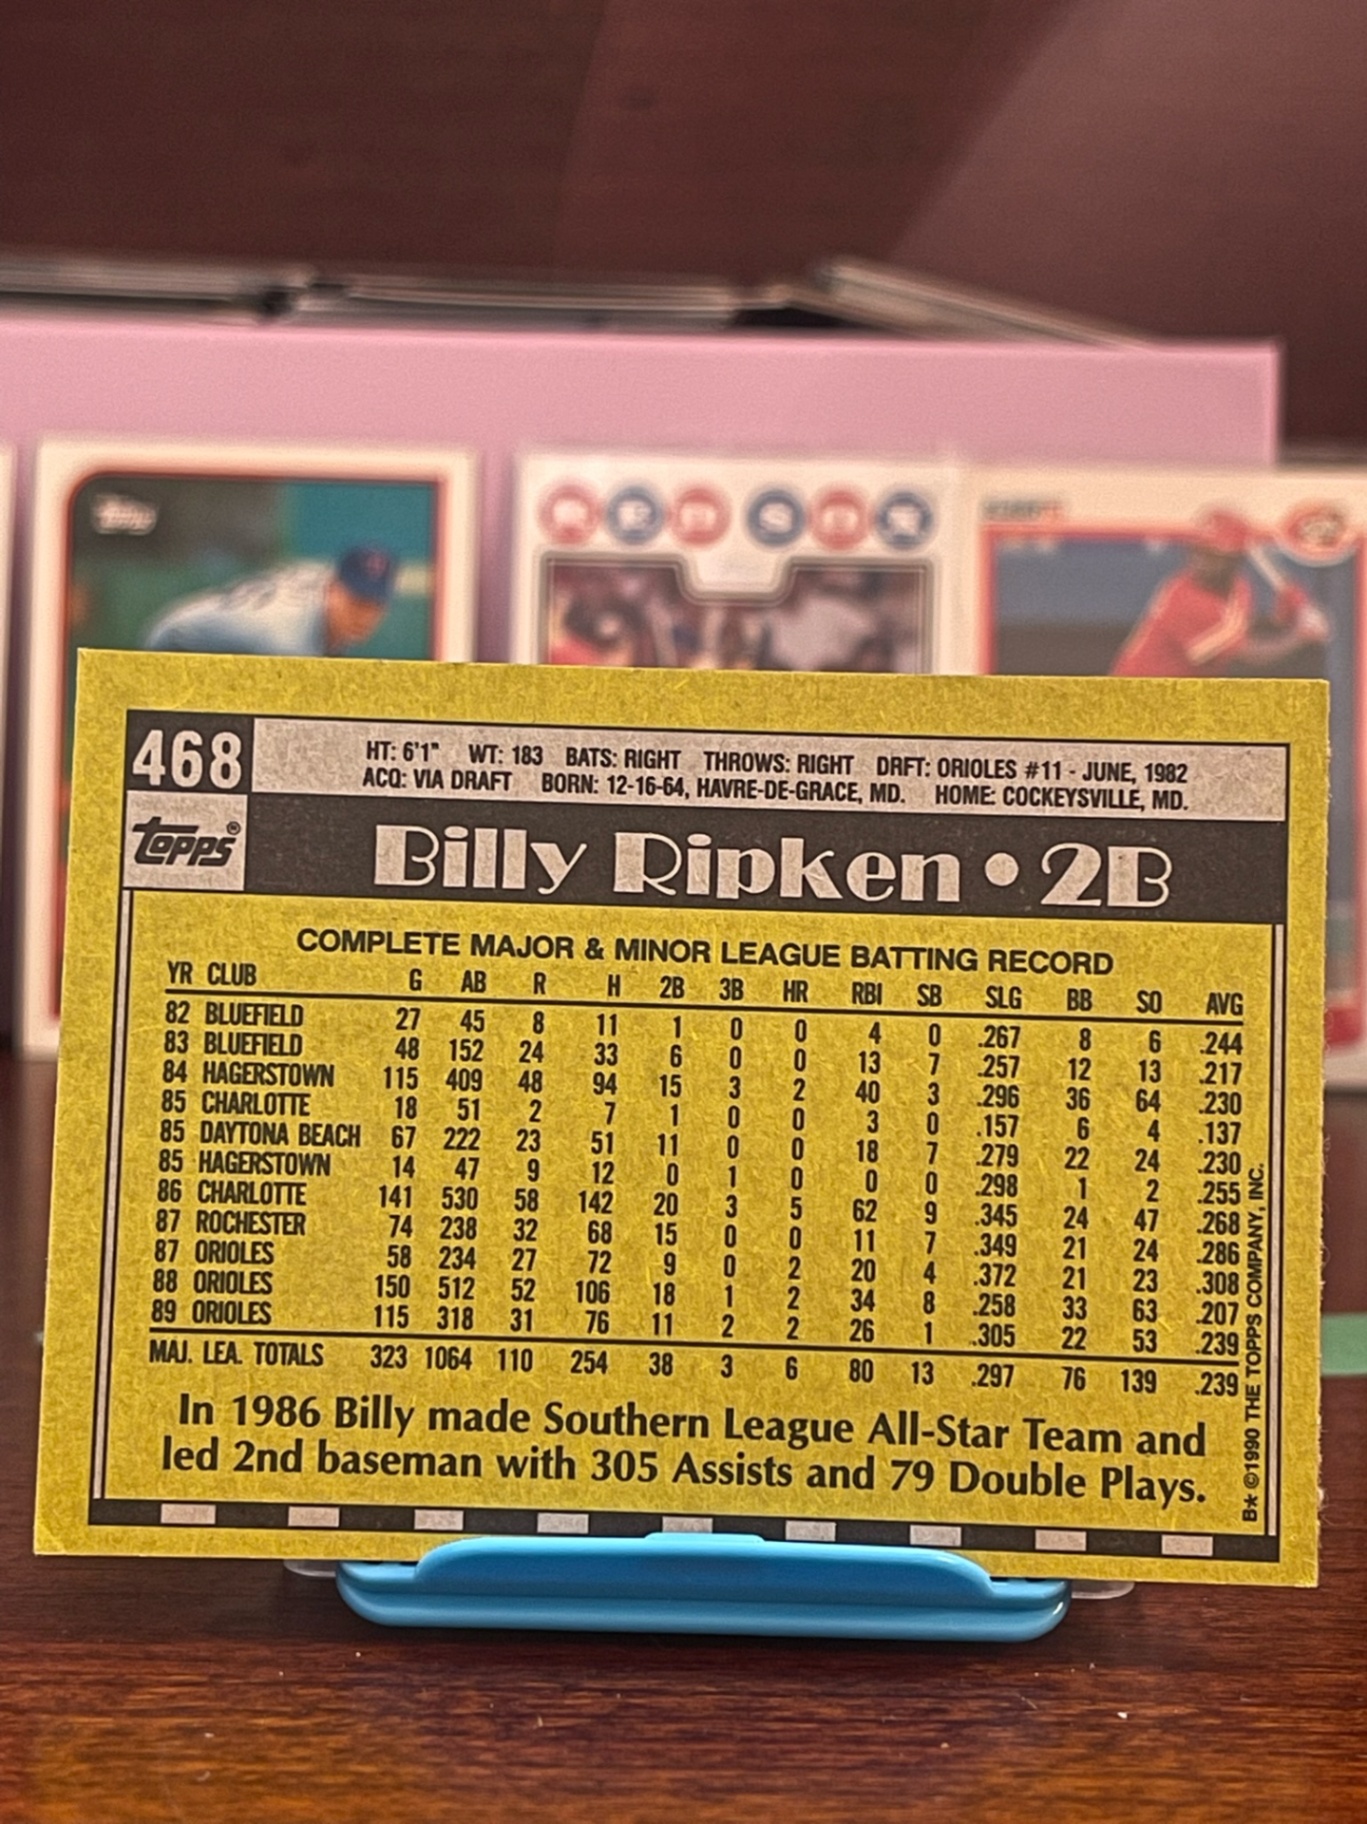 Topps
RED SOX
468
HT: 6'1" WT: 183 BATS: RIGHT THROWS: RIGHT DRFT: ORIOLES #11 - JUNE, 1982
ACQ: VIA DRAFT BORN: 12-16-64, HAVRE-DE-GRACE, MD. HOME: COCKEYSVILLE, MD.
topps®
Billy Ripken • 2B
COMPLETE MAJOR & MINOR LEAGUE BATTING RECORD
YR CLUB G AB R H 2B 3B HR RBI SB SLG BB SO AVG
82 BLUEFIELD 27 45 8 11 1 0 0 4 0 .267 8 6 .244
83 BLUEFIELD 48 152 24 33 6 0 0 13 7 .257 12 13 .217
84 HAGERSTOWN 115 409 48 94 15 3 2 40 3 .296 36 64 .230
85 CHARLOTTE 18 51 2 7 1 0 0 3 0 .157 6 4 .137
85 DAYTONA BEACH 67 222 23 51 11 0 0 18 7 .279 22 24 .230
85 HAGERSTOWN 14 47 9 12 0 1 0 0 0 .298 1 2 .255
86 CHARLOTTE 141 530 58 142 20 3 5 62 9 .345 24 47 .268
87 ROCHESTER 74 238 32 68 15 0 0 11 7 .349 21 24 .286
87 ORIOLES 58 234 27 72 9 0 2 20 4 .372 21 23 .308
88 ORIOLES 150 512 52 106 18 1 2 34 8 .258 33 63 .207
89 ORIOLES 115 318 31 76 11 2 2 26 1 .305 22 53 .239
MAJ. LEA. TOTALS 323 1064 110 254 38 3 6 80 13 .297 76 139 .239
In 1986 Billy made Southern League All-Star Team and
led 2nd baseman with 305 Assists and 79 Double Plays.
B* ©1990 THE TOPPS COMPANY, INC.